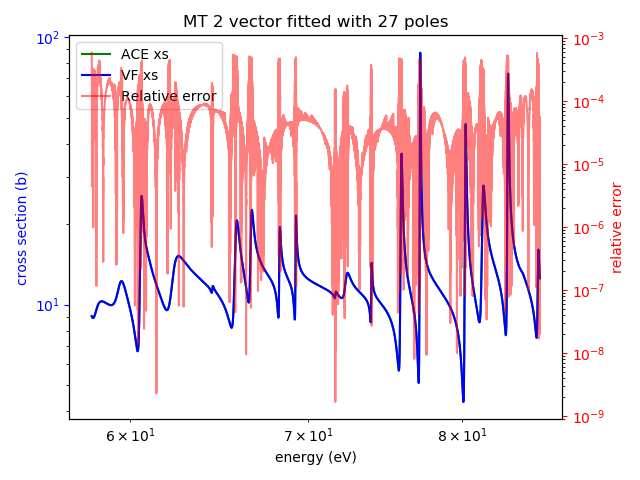 MT 2 vector fitted with 27 poles
ACE xs
VF xs
Relative error
cross section (b)
10²
10¹
relative error
10⁻³
10⁻⁴
10⁻⁵
10⁻⁶
10⁻⁷
10⁻⁸
10⁻⁹
6 × 10¹
7 × 10¹
8 × 10¹
energy (eV)